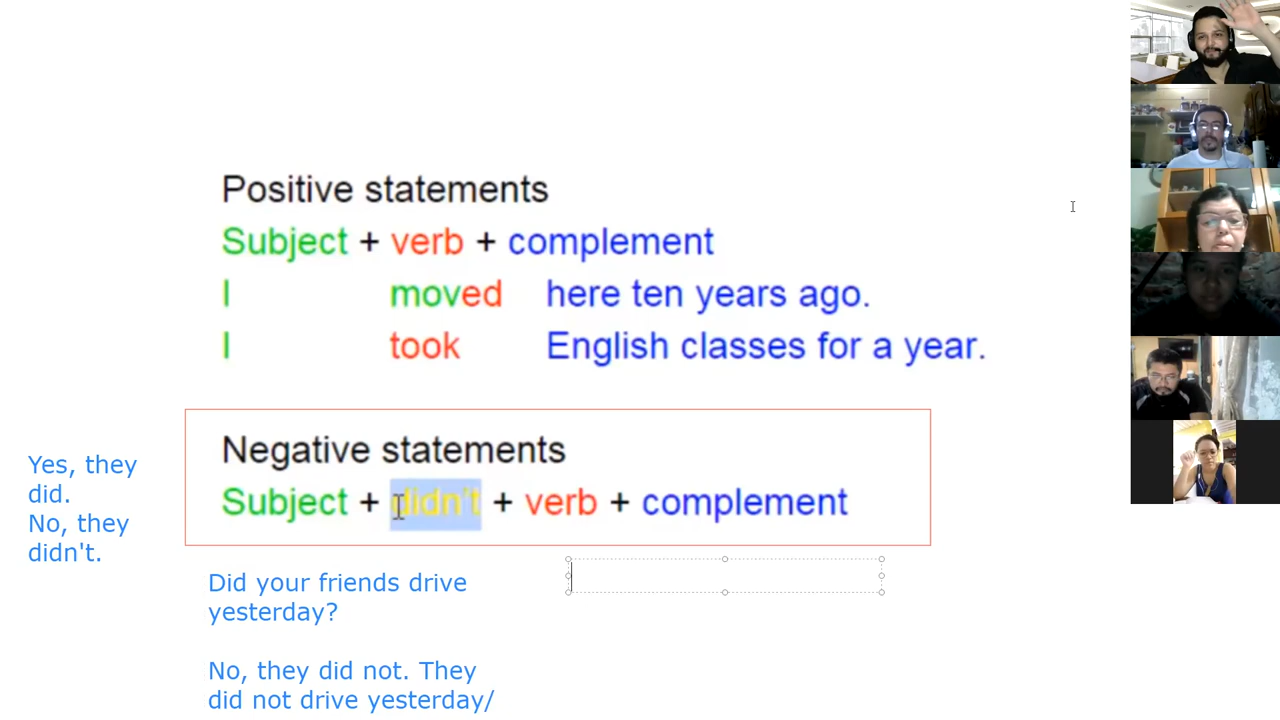 Positive statements
Subject + verb + complement
I moved here ten years ago.
I took English classes for a year.
Negative statements
Subject + didn't + verb + complement
Yes, they
did.
No, they
didn't.
Did your friends drive
yesterday?
No, they did not. They
did not drive yesterday/